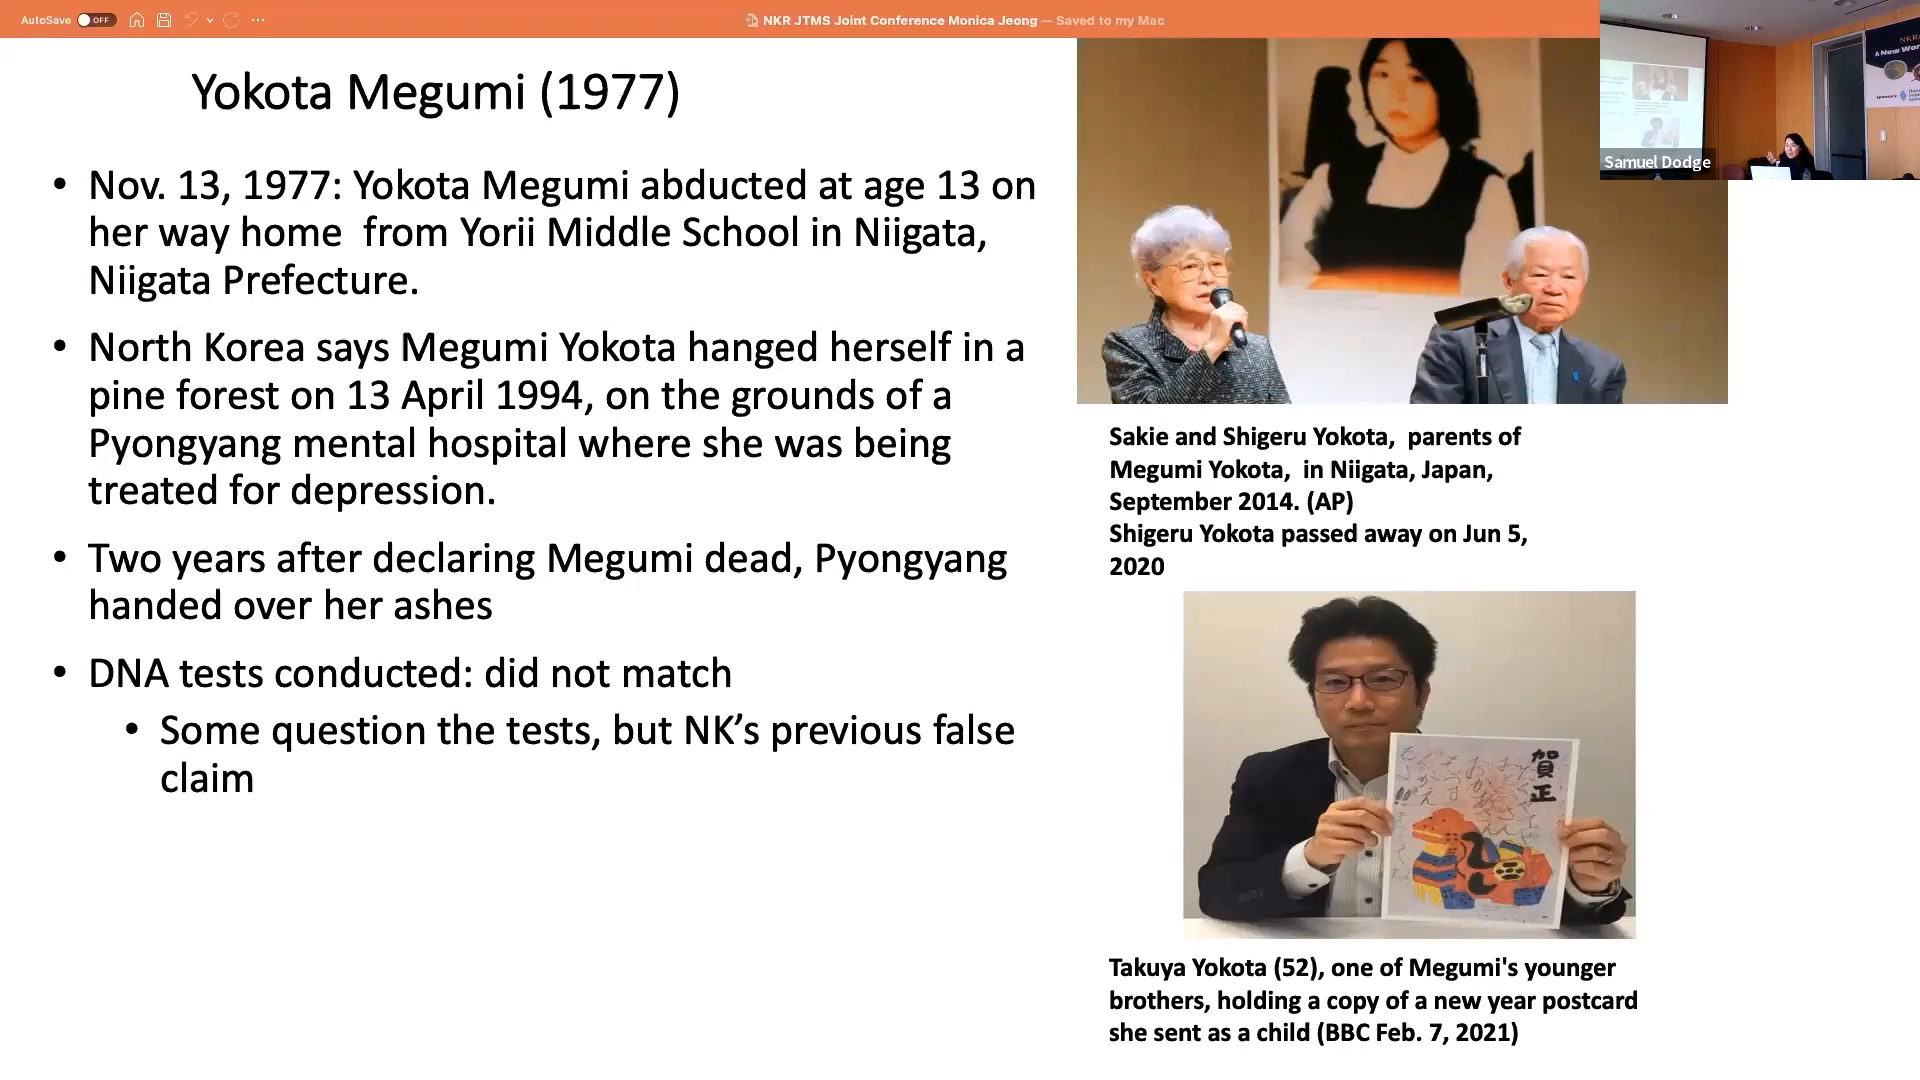 AutoSave OFF
NKR JTMS Joint Conference Monica Jeong — Saved to my Mac
Yokota Megumi (1977)
• Nov. 13, 1977: Yokota Megumi abducted at age 13 on
her way home  from Yorii Middle School in Niigata,
Niigata Prefecture.
• North Korea says Megumi Yokota hanged herself in a
pine forest on 13 April 1994, on the grounds of a
Pyongyang mental hospital where she was being
treated for depression.
• Two years after declaring Megumi dead, Pyongyang
handed over her ashes
• DNA tests conducted: did not match
• Some question the tests, but NK’s previous false
claim
Sakie and Shigeru Yokota,  parents of
Megumi Yokota,  in Niigata, Japan,
September 2014. (AP)
Shigeru Yokota passed away on Jun 5,
2020
賀
正
Takuya Yokota (52), one of Megumi's younger
brothers, holding a copy of a new year postcard
she sent as a child (BBC Feb. 7, 2021)
Samuel Dodge